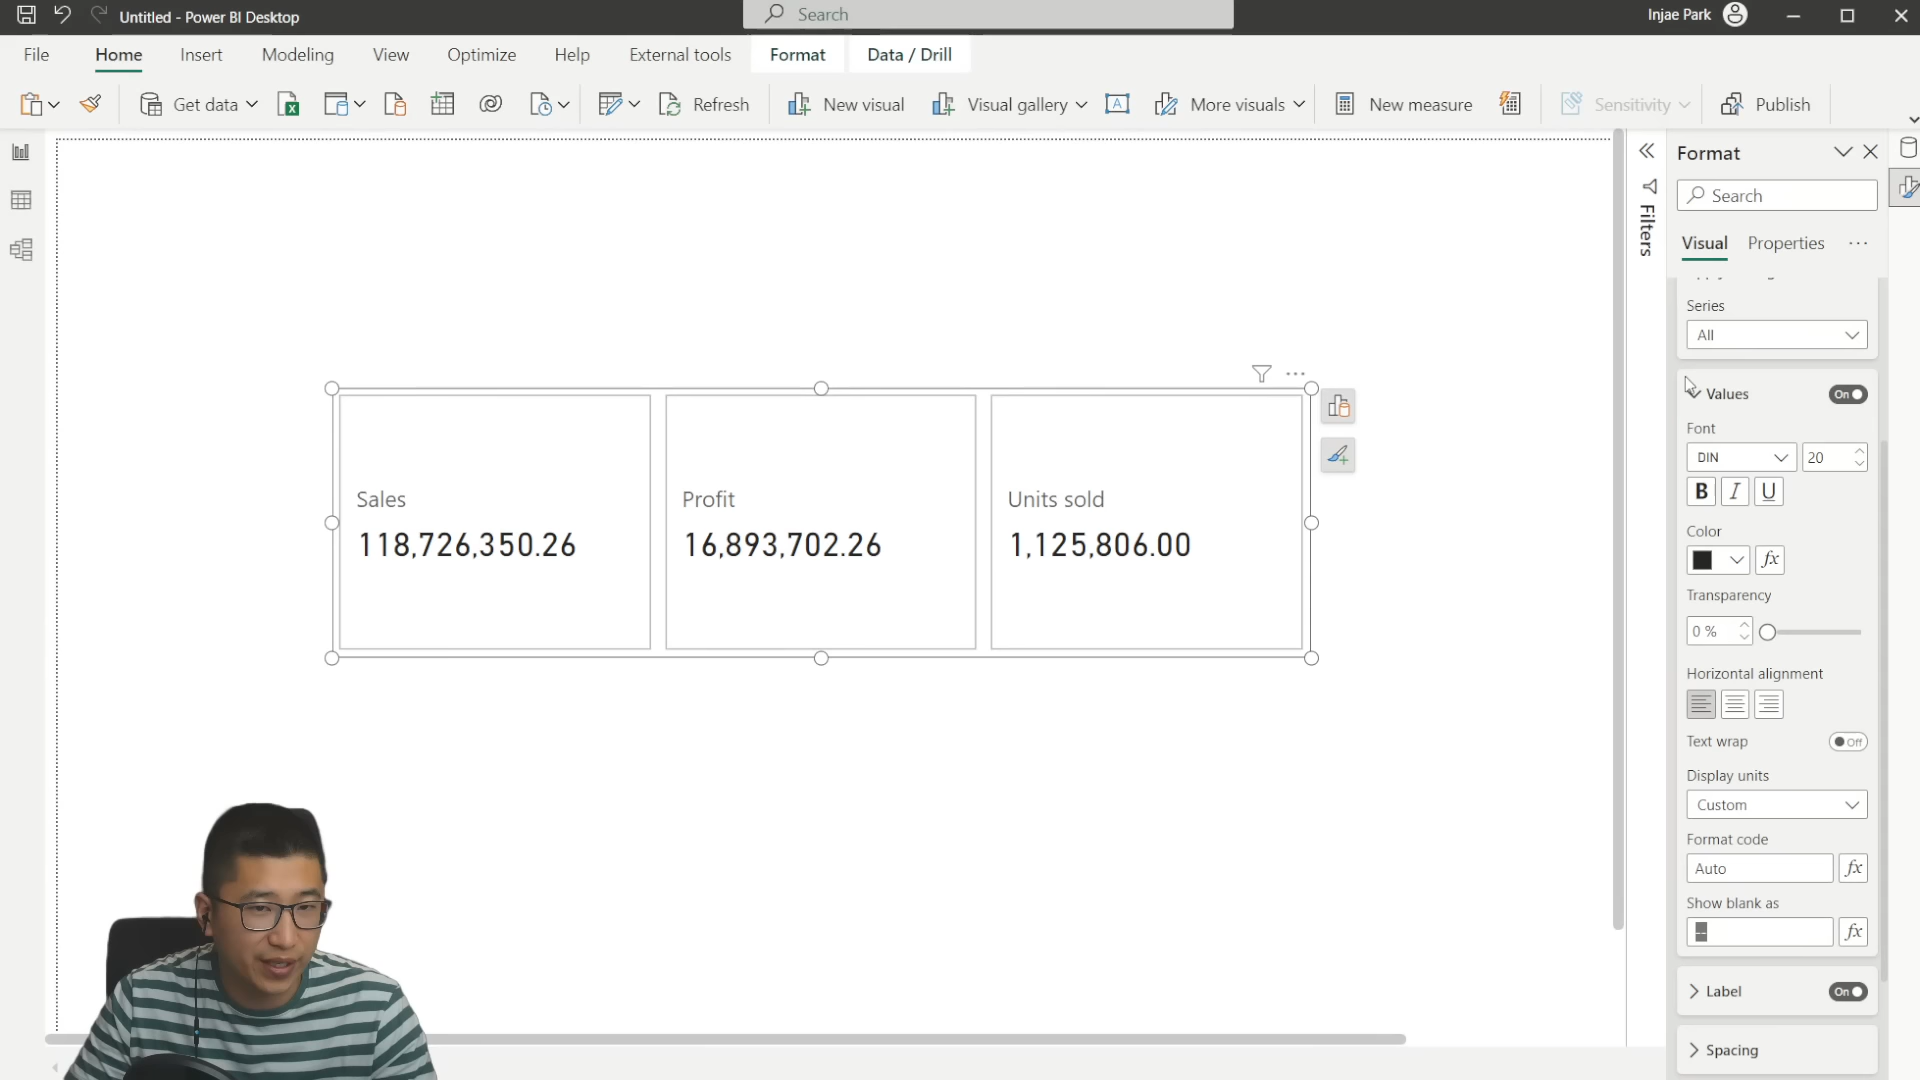 Untitled - Power BI Desktop
Search
Injae Park
File
Home
Insert
Modeling
View
Optimize
Help
External tools
Format
Data / Drill
Get data
Refresh
New visual
Visual gallery
More visuals
New measure
Sensitivity
Publish
Filters
Format
Search
Visual
Properties
Series
All
Values
On
Font
DIN
20
B
I
U
Color
fx
Transparency
0 %
Horizontal alignment
Text wrap
Off
Display units
Custom
Format code
Auto
fx
Show blank as
--
fx
Label
On
Spacing
Sales
118,726,350.26
Profit
16,893,702.26
Units sold
1,125,806.00